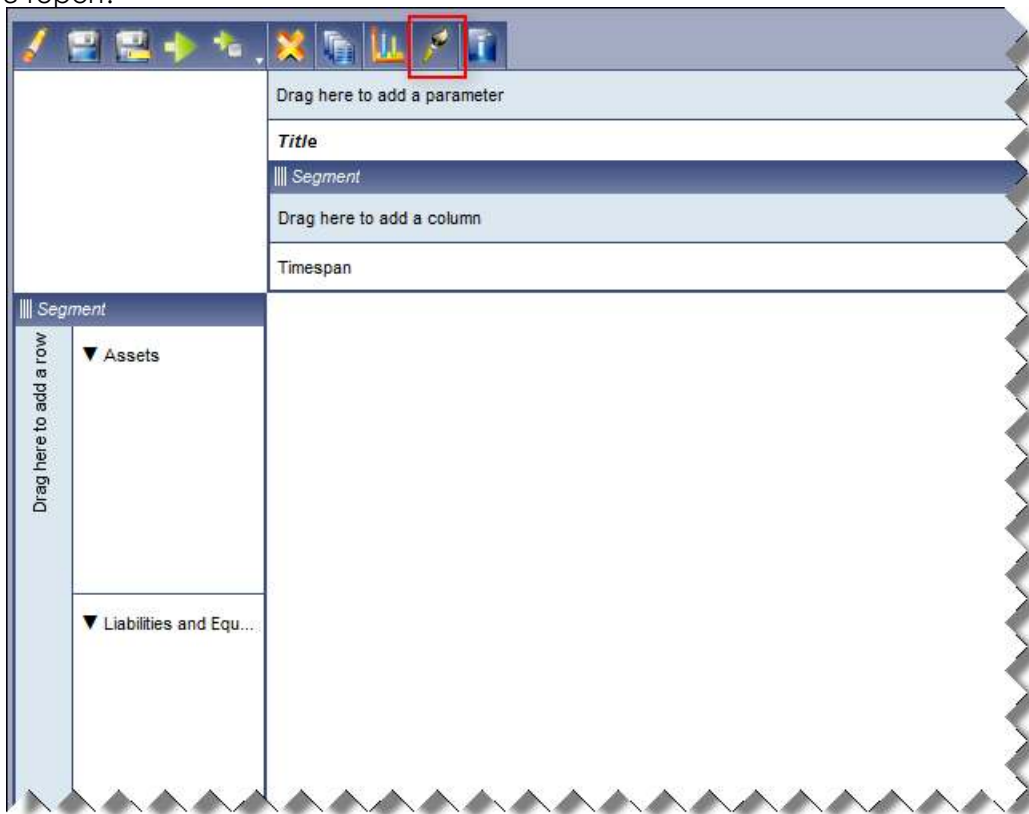 Drag here to add a parameter
Title
Segment
Drag here to add a column
Timespan
Segment
Drag here to add a row
▼ Assets
▼ Liabilities and Equ...